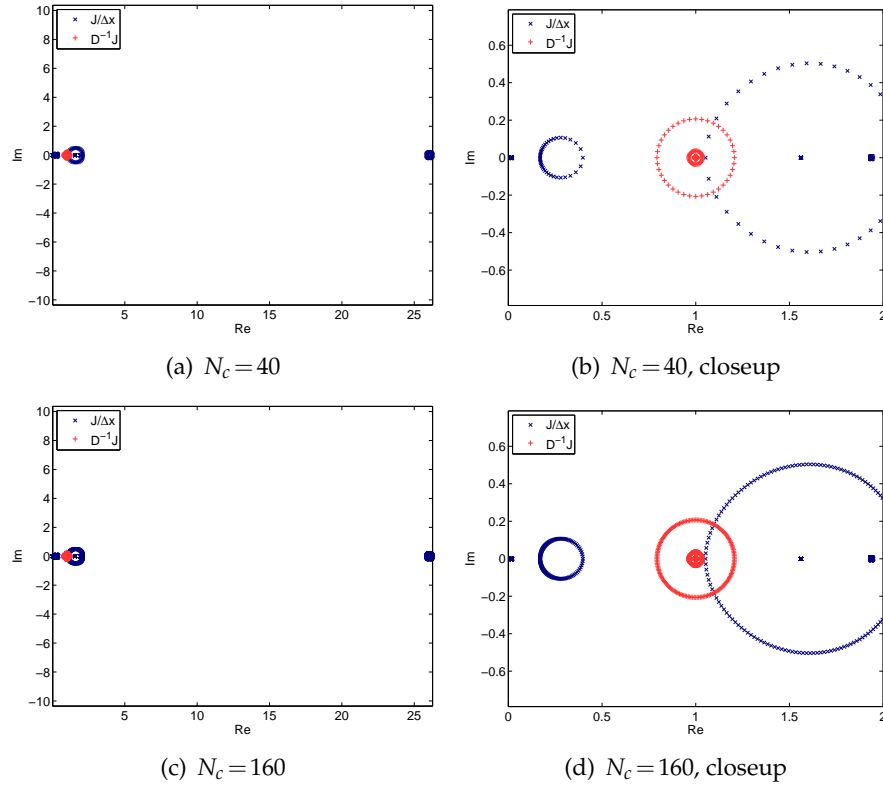 J/Δx
D⁻¹J
10
8
6
4
2
0
−2
−4
−6
−8
−10
Im
5 10 15 20 25
Re
(a) N_c = 40
J/Δx
D⁻¹J
0.6
0.4
0.2
0
−0.2
−0.4
−0.6
Im
0 0.5 1 1.5 2
Re
(b) N_c = 40, closeup
J/Δx
D⁻¹J
10
8
6
4
2
0
−2
−4
−6
−8
−10
Im
5 10 15 20 25
Re
(c) N_c = 160
J/Δx
D⁻¹J
0.6
0.4
0.2
0
−0.2
−0.4
−0.6
Im
0 0.5 1 1.5 2
Re
(d) N_c = 160, closeup